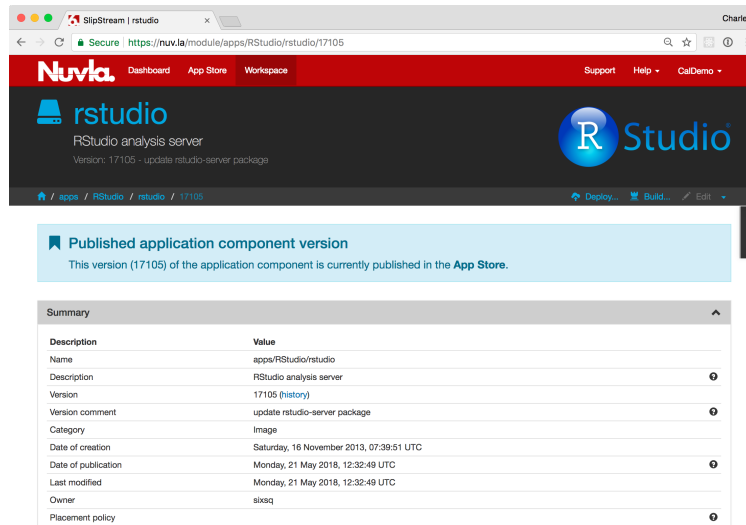 SlipStream | rstudio
Charle
Secure | https://nuv.la/module/apps/RStudio/rstudio/17105
Nuvla. Dashboard App Store Workspace Support Help CalDemo
rstudio
RStudio analysis server
Version: 17105 - update rstudio-server package
R Studio
/ apps / RStudio / rstudio / 17105 Deploy... Build... Edit
Published application component version
This version (17105) of the application component is currently published in the App Store.
Summary
Description Value
Name apps/RStudio/rstudio
Description RStudio analysis server
Version 17105 (history)
Version comment update rstudio-server package
Category Image
Date of creation Saturday, 16 November 2013, 07:39:51 UTC
Date of publication Monday, 21 May 2018, 12:32:49 UTC
Last modified Monday, 21 May 2018, 12:32:49 UTC
Owner sixsq
Placement policy